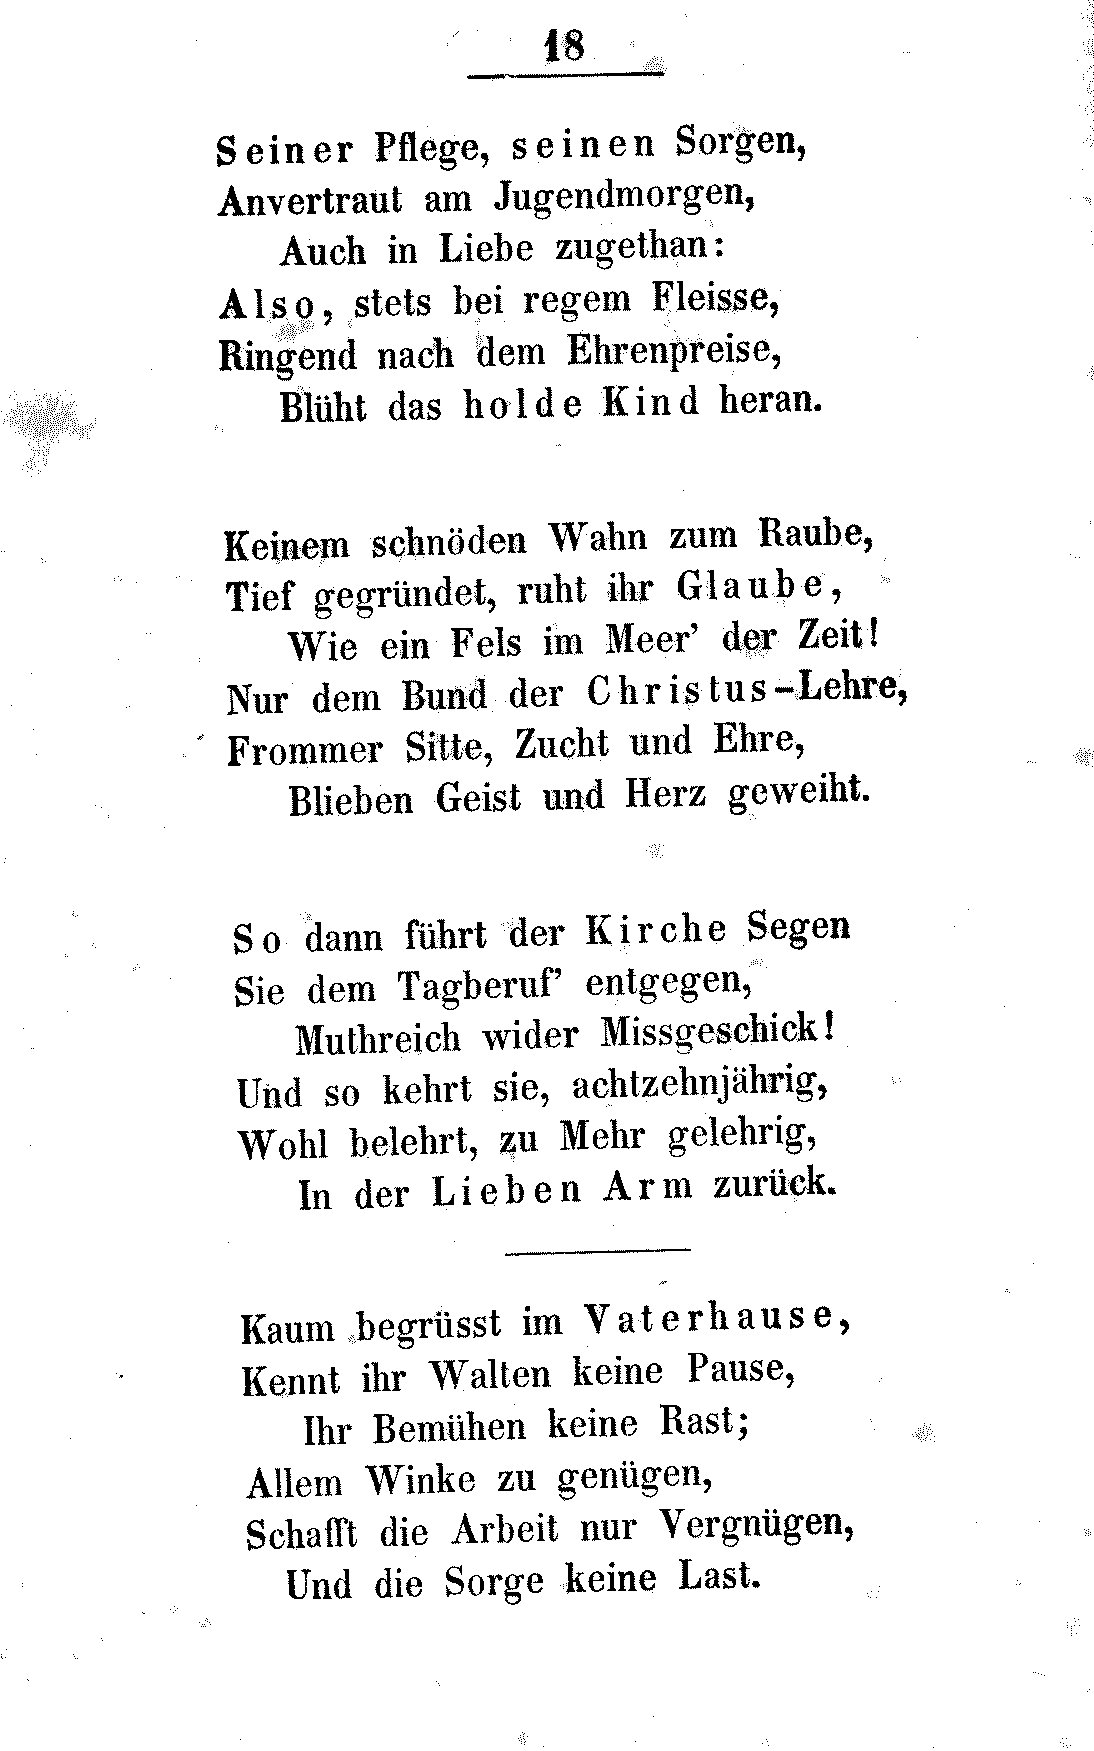 18
Seiner Pflege, seinen Sorgen,
Anvertraut am Jugendmorgen,
Auch in Liebe zugethan:
Also, stets bei regem Fleisse,
Ringend nach dem Ehrenpreise,
Blüht das holde Kind heran.
Keinem schnöden Wahn zum Raube,
Tief gegründet, ruht ihr Glaube,
Wie ein Fels im Meer' der Zeit!
Nur dem Bund der Christus-Lehre,
Frommer Sitte, Zucht und Ehre,
Blieben Geist und Herz geweiht.
So dann führt der Kirche Segen
Sie dem Tagberuf' entgegen,
Muthreich wider Missgeschick!
Und so kehrt sie, achtzehnjährig,
Wohl belehrt, zu Mehr gelehrig,
In der Lieben Arm zurück.
Kaum begrüsst im Vaterhause,
Kennt ihr Walten keine Pause,
Ihr Bemühen keine Rast;
Allem Winke zu genügen,
Schafft die Arbeit nur Vergnügen,
Und die Sorge keine Last.